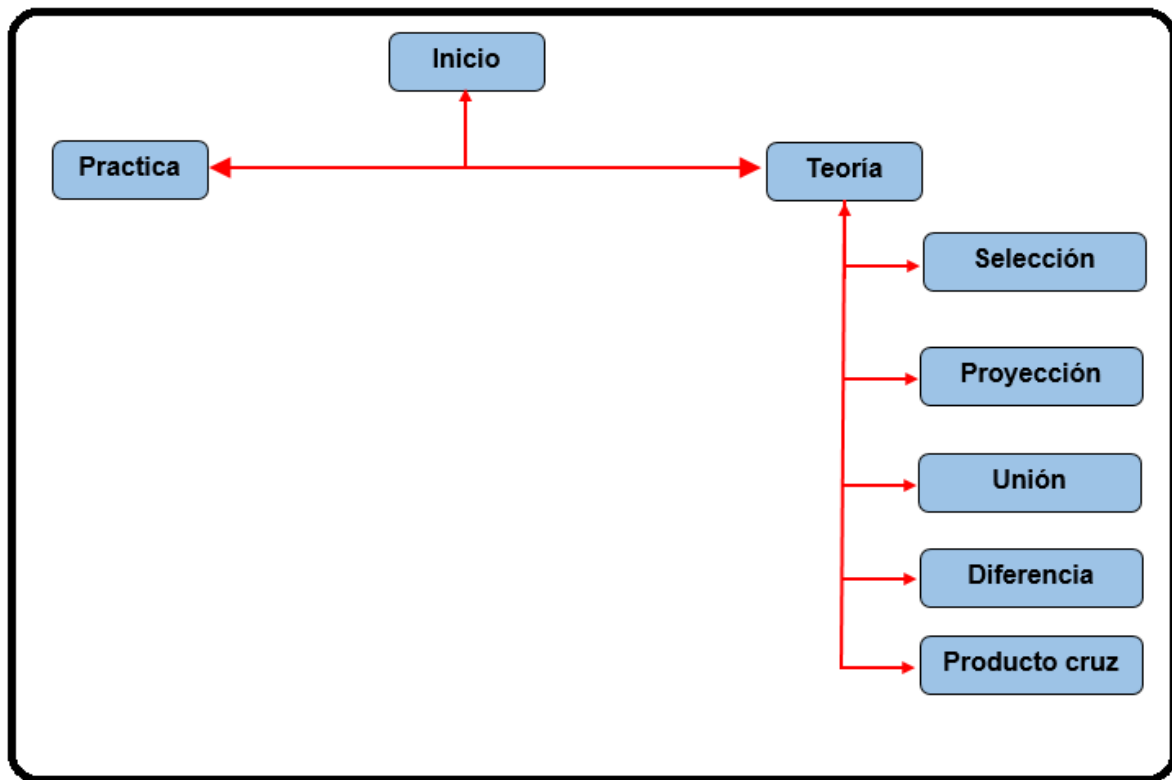 Inicio
Practica
Teoría
Selección
Proyección
Unión
Diferencia
Producto cruz